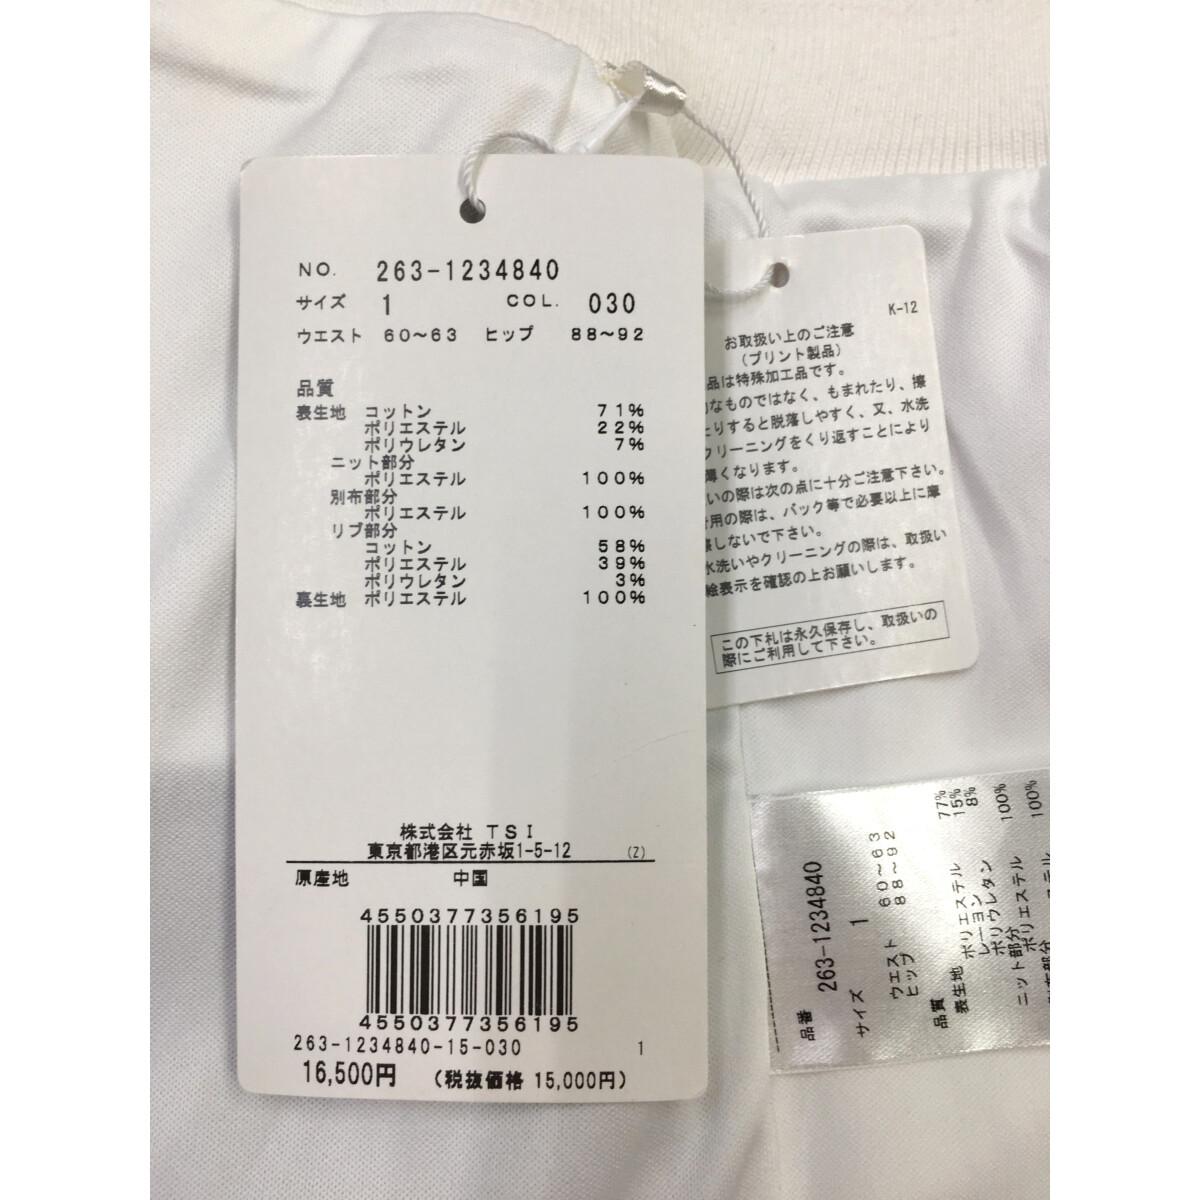 NO. 263-1234840
サイズ 1 COL. 030
ウエスト 60～63 ヒップ 88～92
品質
表生地 コットン 71%
ポリエステル 22%
ポリウレタン 7%
ニット部分
ポリエステル 100%
別布部分
ポリエステル 100%
リブ部分
コットン 58%
ポリエステル 39%
ポリウレタン 3%
裏生地 ポリエステル 100%
株式会社 TSI
東京都港区元赤坂1-5-12 (Z)
原産地 中国
4550377356195
4550377356195
263-1234840-15-030 1
16,500円 (税抜価格 15,000円)
K-12
お取扱い上のご注意
(プリント製品)
品は特殊加工品です。
なものではなく、もまれたり、擦
たりすると脱落しやすく、又、水洗
クリーニングをくり返すことにより
薄くなります。
いの際は次の点に十分ご注意下さい。
用の際は、バック等で必要以上に摩
しないで下さい。
水洗いやクリーニングの際は、取扱い
絵表示を確認の上お願いします。
この下札は永久保存し、取扱いの
際にご利用して下さい。
品番 263-1234840
サイズ 1
ウエスト 60～63
ヒップ 88～92
品質
表生地 ポリエステル 77%
レーヨン 15%
ポリウレタン 8%
ニット部分
ポリエステル 100%
100%